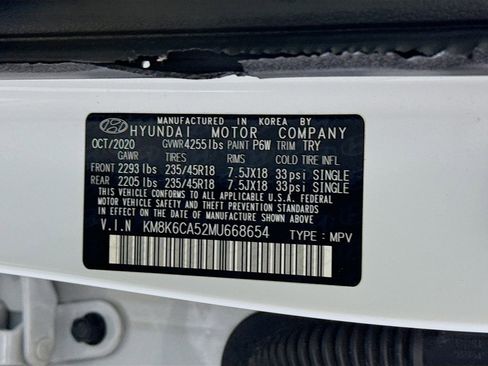 MANUFACTURED IN KOREA BY
HYUNDAI MOTOR COMPANY
OCT/2020 GVWR 4255 lbs PAINT P6W TRIM TRY
GAWR TIRES RIMS COLD TIRE INFL
FRONT 2293 lbs 235/45R18 7.5JX18 33psi SINGLE
REAR 2205 lbs 235/45R18 7.5JX18 33psi SINGLE
THIS VEHICLE CONFORMS TO ALL APPLICABLE U.S. FEDERAL
MOTOR VEHICLE SAFETY, BUMPER, AND THEFT PREVENTION
STANDARDS IN EFFECT ON THE DATE OF MANUFACTURE SHOWN ABOVE.
V.I.N KM8K6CA52MU668654 TYPE : MPV